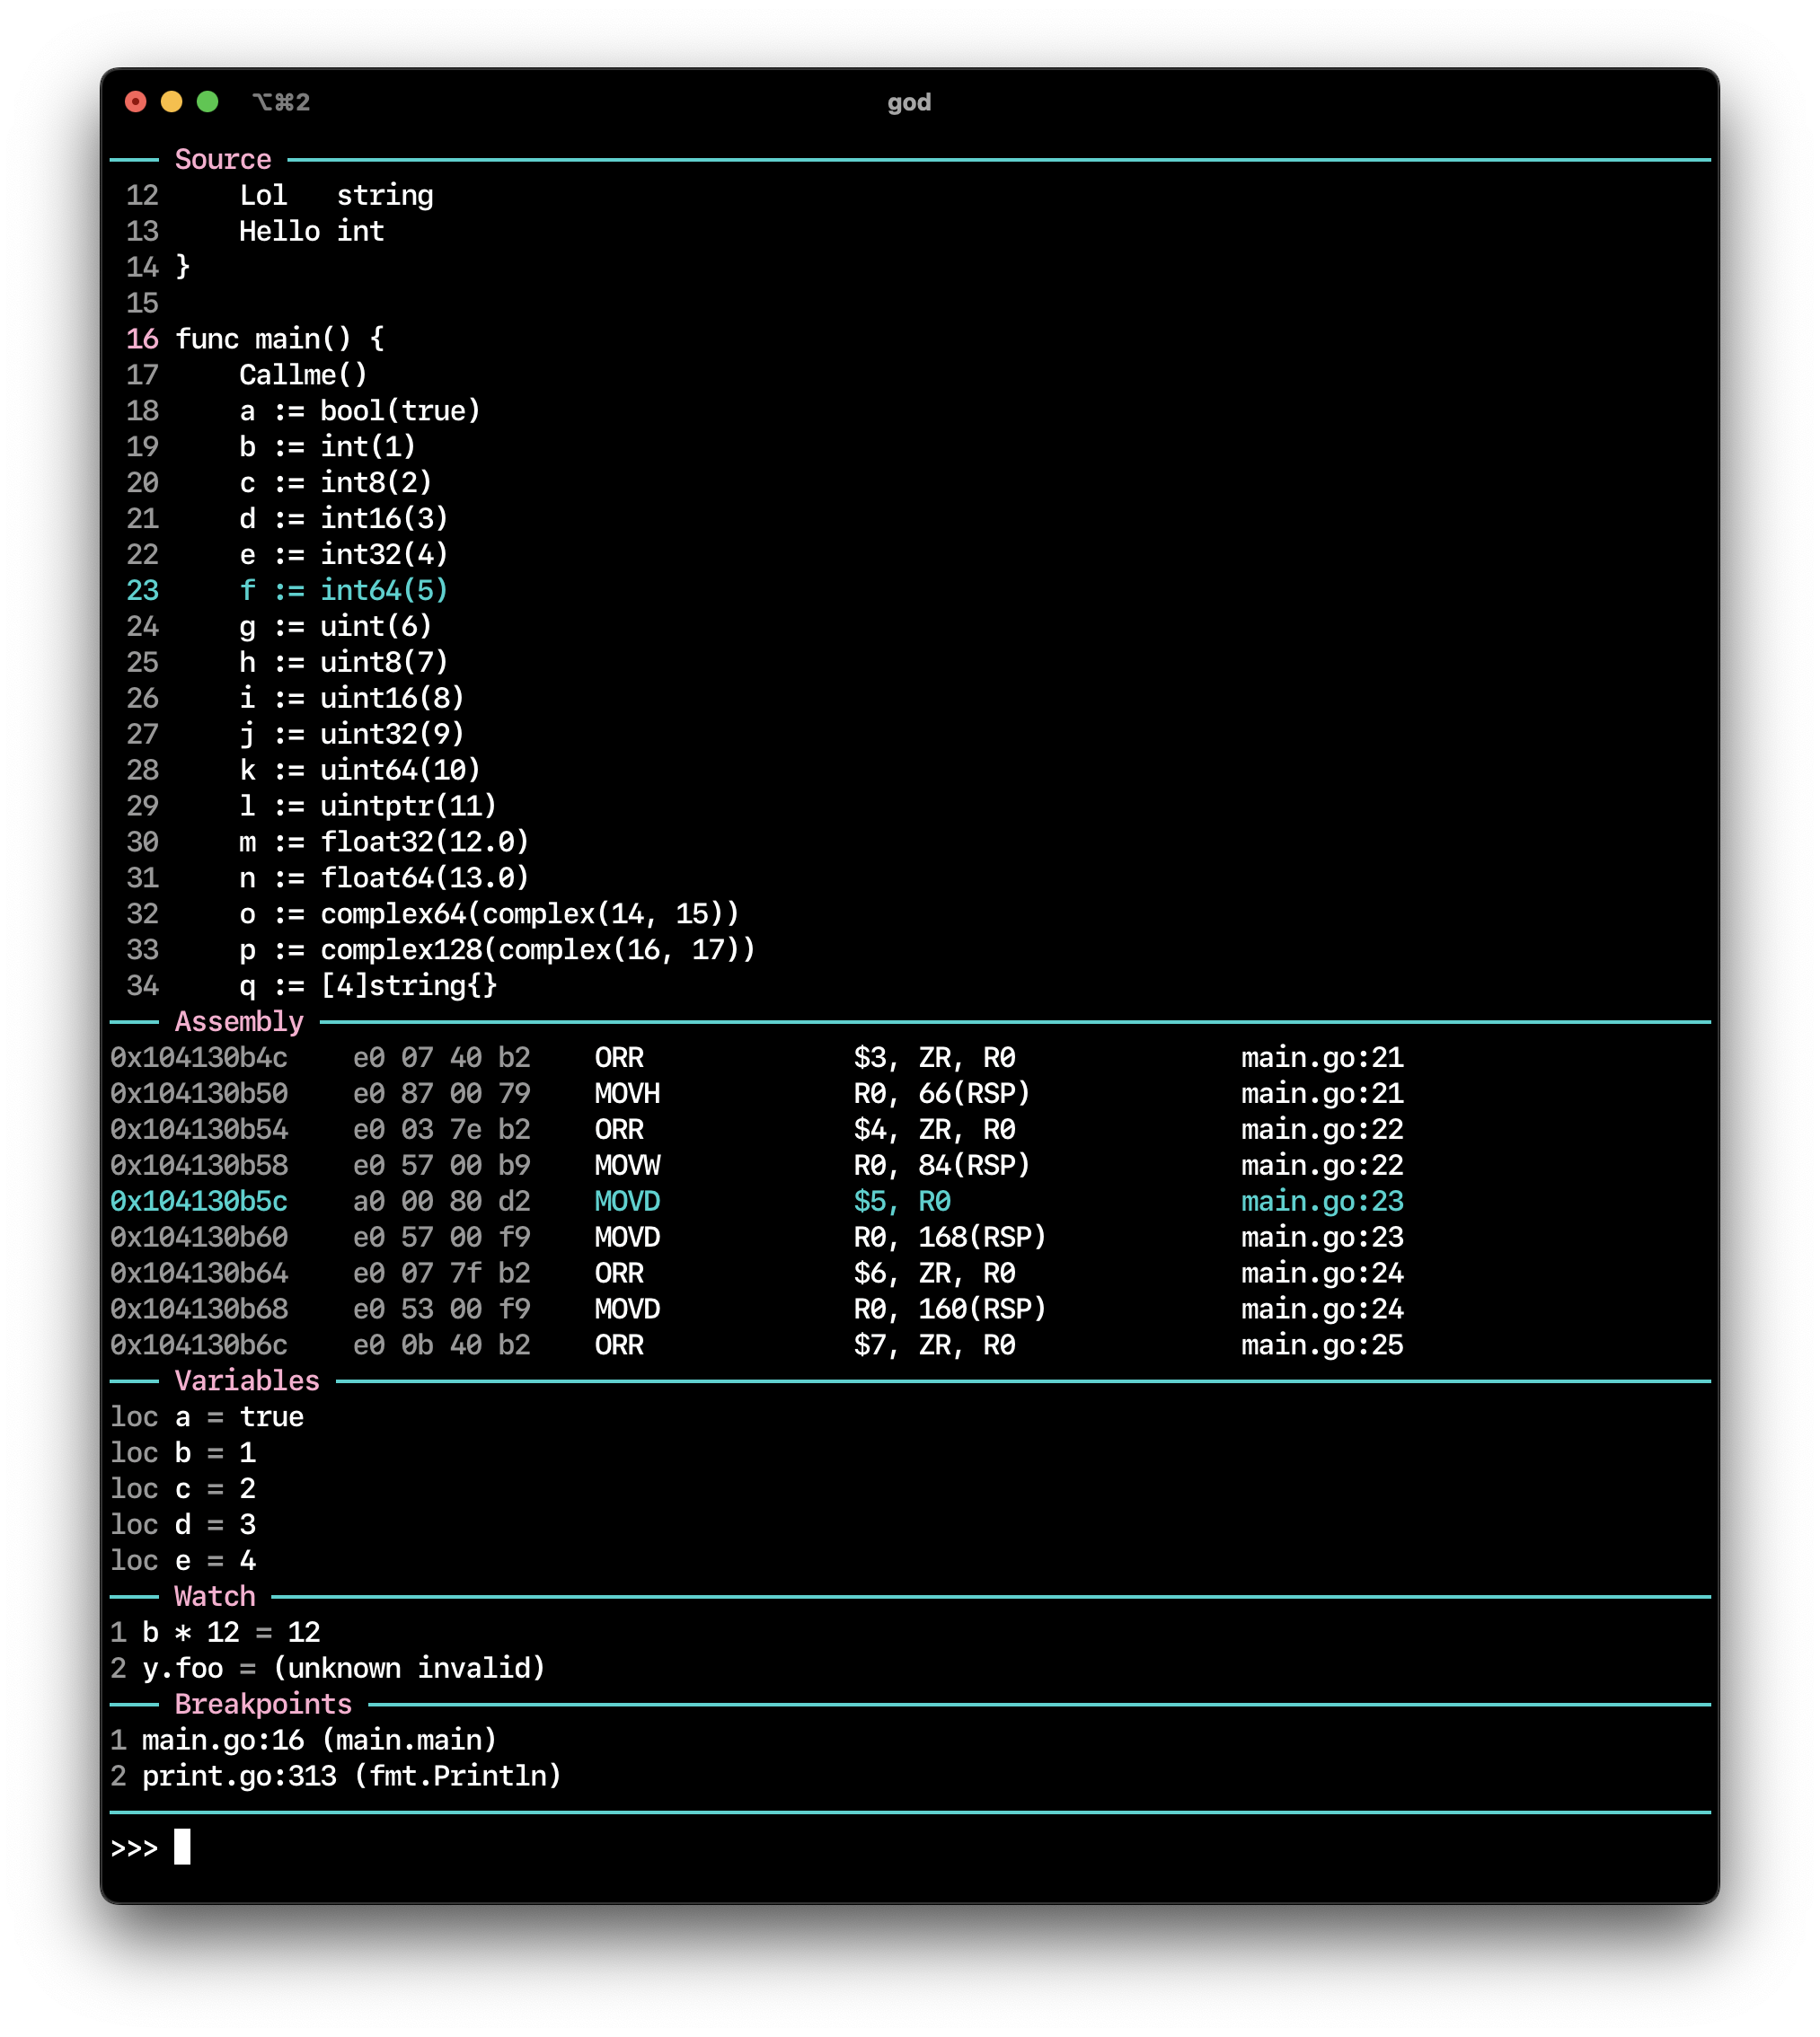 ⌥⌘2 god
Source
12     Lol   string
13     Hello int
14 }
15
16 func main() {
17     Callme()
18     a := bool(true)
19     b := int(1)
20     c := int8(2)
21     d := int16(3)
22     e := int32(4)
23     f := int64(5)
24     g := uint(6)
25     h := uint8(7)
26     i := uint16(8)
27     j := uint32(9)
28     k := uint64(10)
29     l := uintptr(11)
30     m := float32(12.0)
31     n := float64(13.0)
32     o := complex64(complex(14, 15))
33     p := complex128(complex(16, 17))
34     q := [4]string{}
Assembly
0x104130b4c    e0 07 40 b2    ORR             $3, ZR, R0              main.go:21
0x104130b50    e0 87 00 79    MOVH            R0, 66(RSP)             main.go:21
0x104130b54    e0 03 7e b2    ORR             $4, ZR, R0              main.go:22
0x104130b58    e0 57 00 b9    MOVW            R0, 84(RSP)             main.go:22
0x104130b5c    a0 00 80 d2    MOVD            $5, R0                  main.go:23
0x104130b60    e0 57 00 f9    MOVD            R0, 168(RSP)            main.go:23
0x104130b64    e0 07 7f b2    ORR             $6, ZR, R0              main.go:24
0x104130b68    e0 53 00 f9    MOVD            R0, 160(RSP)            main.go:24
0x104130b6c    e0 0b 40 b2    ORR             $7, ZR, R0              main.go:25
Variables
loc a = true
loc b = 1
loc c = 2
loc d = 3
loc e = 4
Watch
1 b * 12 = 12
2 y.foo = (unknown invalid)
Breakpoints
1 main.go:16 (main.main)
2 print.go:313 (fmt.Println)
>>>